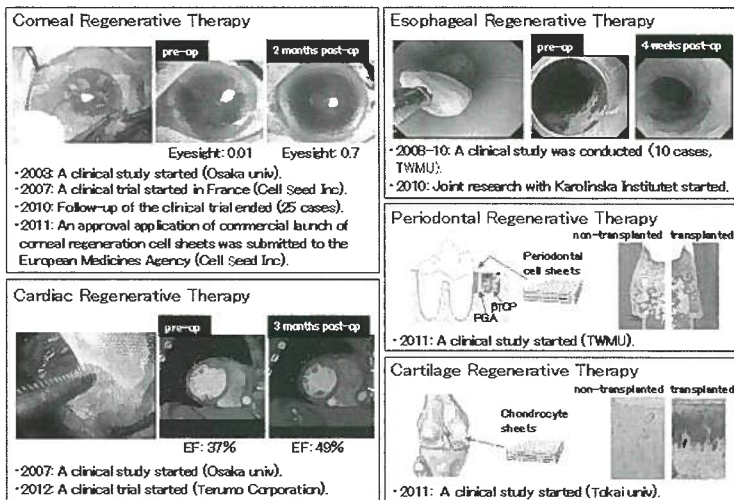 Corneal Regenerative Therapy
pre-op
2 months post-op
Eyesight: 0.01
Eyesight: 0.7
・2003: A clinical study started (Osaka univ).
・2007: A clinical trial started in France (Cell Seed Inc).
・2010: Follow-up of the clinical trial ended (25 cases).
・2011: An approval application of commercial launch of
corneal regeneration cell sheets was submitted to the
European Medicines Agency (Cell Seed Inc).
Cardiac Regenerative Therapy
pre-op
3 months post-op
EF: 37%
EF: 49%
・2007: A clinical study started (Osaka univ).
・2012: A clinical trial started (Terumo Corporation).
Esophageal Regenerative Therapy
pre-op
4 weeks post-op
・2008-10: A clinical study was conducted (10 cases,
TWMU).
・2010: Joint research with Karolinska Institutet started.
Periodontal Regenerative Therapy
non-transplanted
transplanted
Periodontal
cell sheets
βTCP
PGA
・2011: A clinical study started (TWMU).
Cartilage Regenerative Therapy
non-transplanted
transplanted
Chondrocyte
sheets
・2011: A clinical study started (Tokai univ).